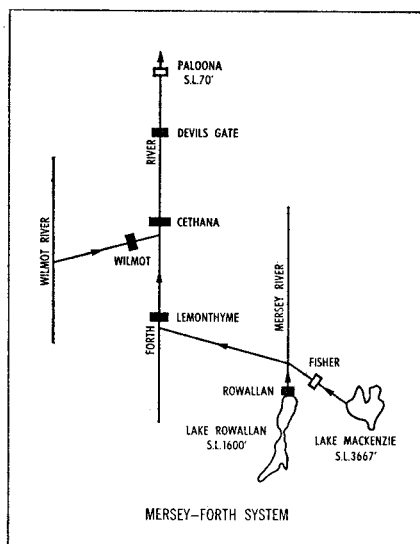 PALOONA
S.L.70'
DEVILS GATE
RIVER
CETHANA
WILMOT RIVER
WILMOT
MERSEY RIVER
LEMONTHYME
FORTH
FISHER
ROWALLAN
LAKE ROWALLAN
S.L.1600'
LAKE MACKENZIE
S.L.3667'
MERSEY–FORTH SYSTEM